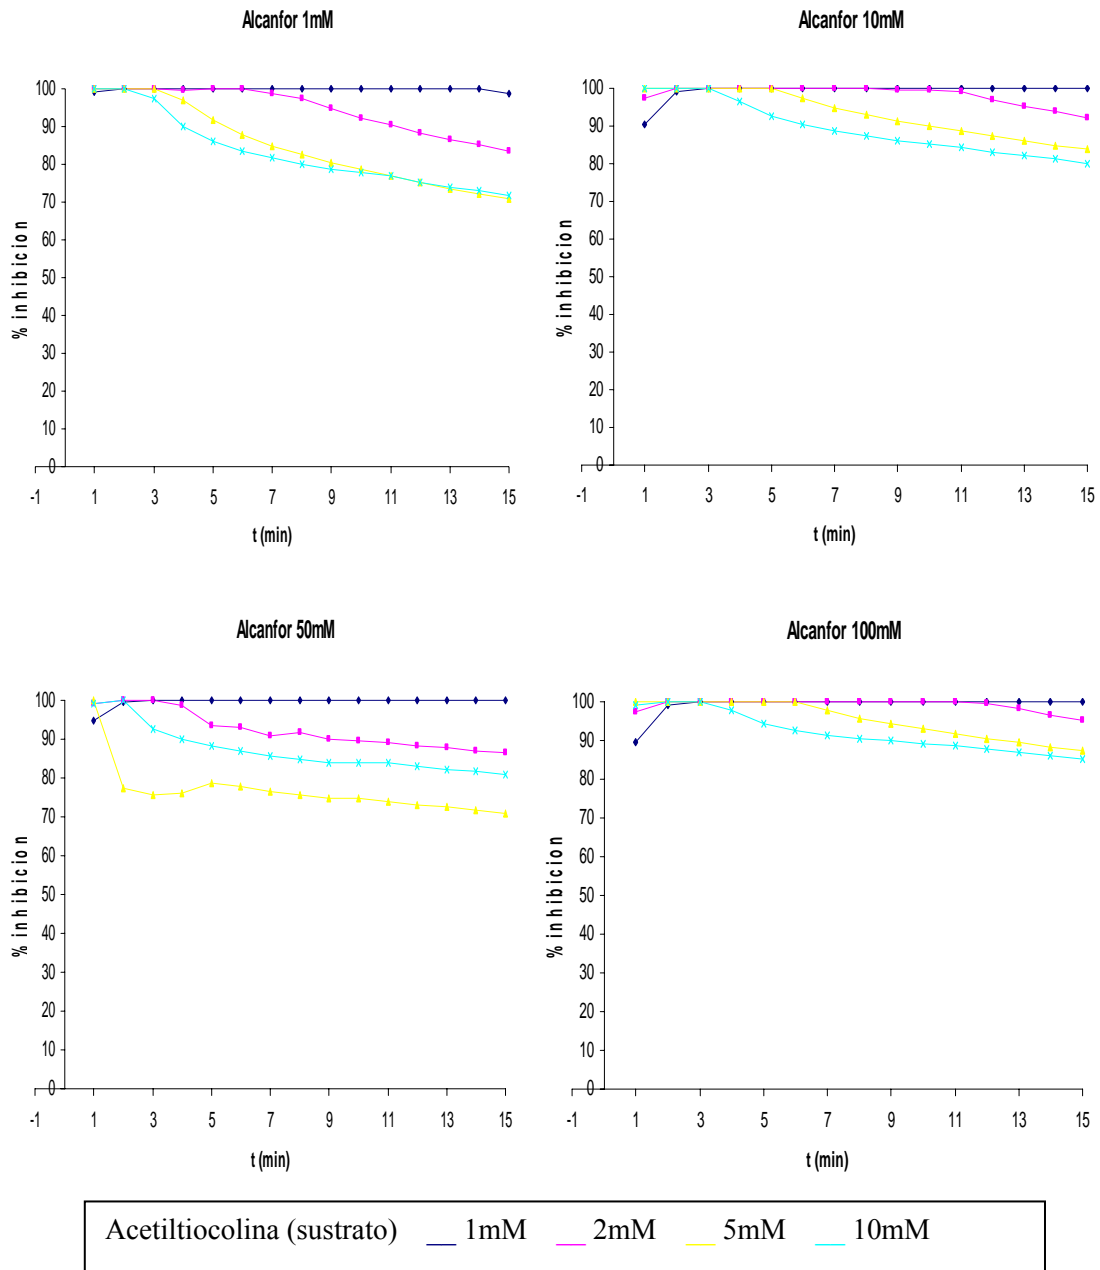 Alcanfor 1mM
100
90
80
70
60
50
40
30
20
10
0
% inhibicion
-1 1 3 5 7 9 11 13 15
t (min)
Alcanfor 10mM
100
90
80
70
60
50
40
30
20
10
0
% inhibicion
-1 1 3 5 7 9 11 13 15
t (min)
Alcanfor 50mM
100
90
80
70
60
50
40
30
20
10
0
% inhibicion
-1 1 3 5 7 9 11 13 15
t (min)
Alcanfor 100mM
100
90
80
70
60
50
40
30
20
10
0
% inhibicion
-1 1 3 5 7 9 11 13 15
t (min)
Acetiltiocolina (sustrato) 1mM 2mM 5mM 10mM